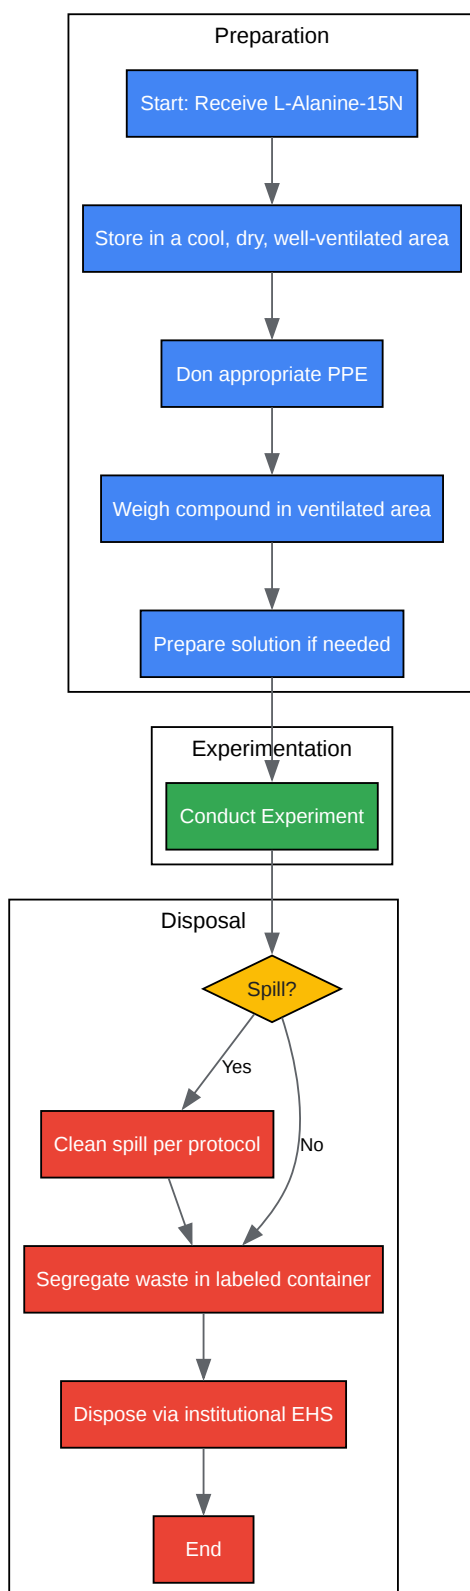 Preparation
Start: Receive L-Alanine-15N
Store in a cool, dry, well-ventilated area
Don appropriate PPE
Weigh compound in ventilated area
Prepare solution if needed
Experimentation
Conduct Experiment
Disposal
Spill?
Yes
Clean spill per protocol
No
Segregate waste in labeled container
Dispose via institutional EHS
End